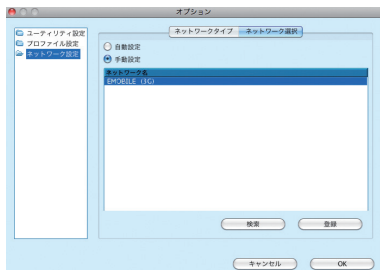 オプション
ユーティリティ設定
プロファイル設定
ネットワーク設定
ネットワークタイプ
ネットワーク選択
自動設定
手動設定
ネットワーク名
EMOBILE (3G)
検索
登録
キャンセル
OK